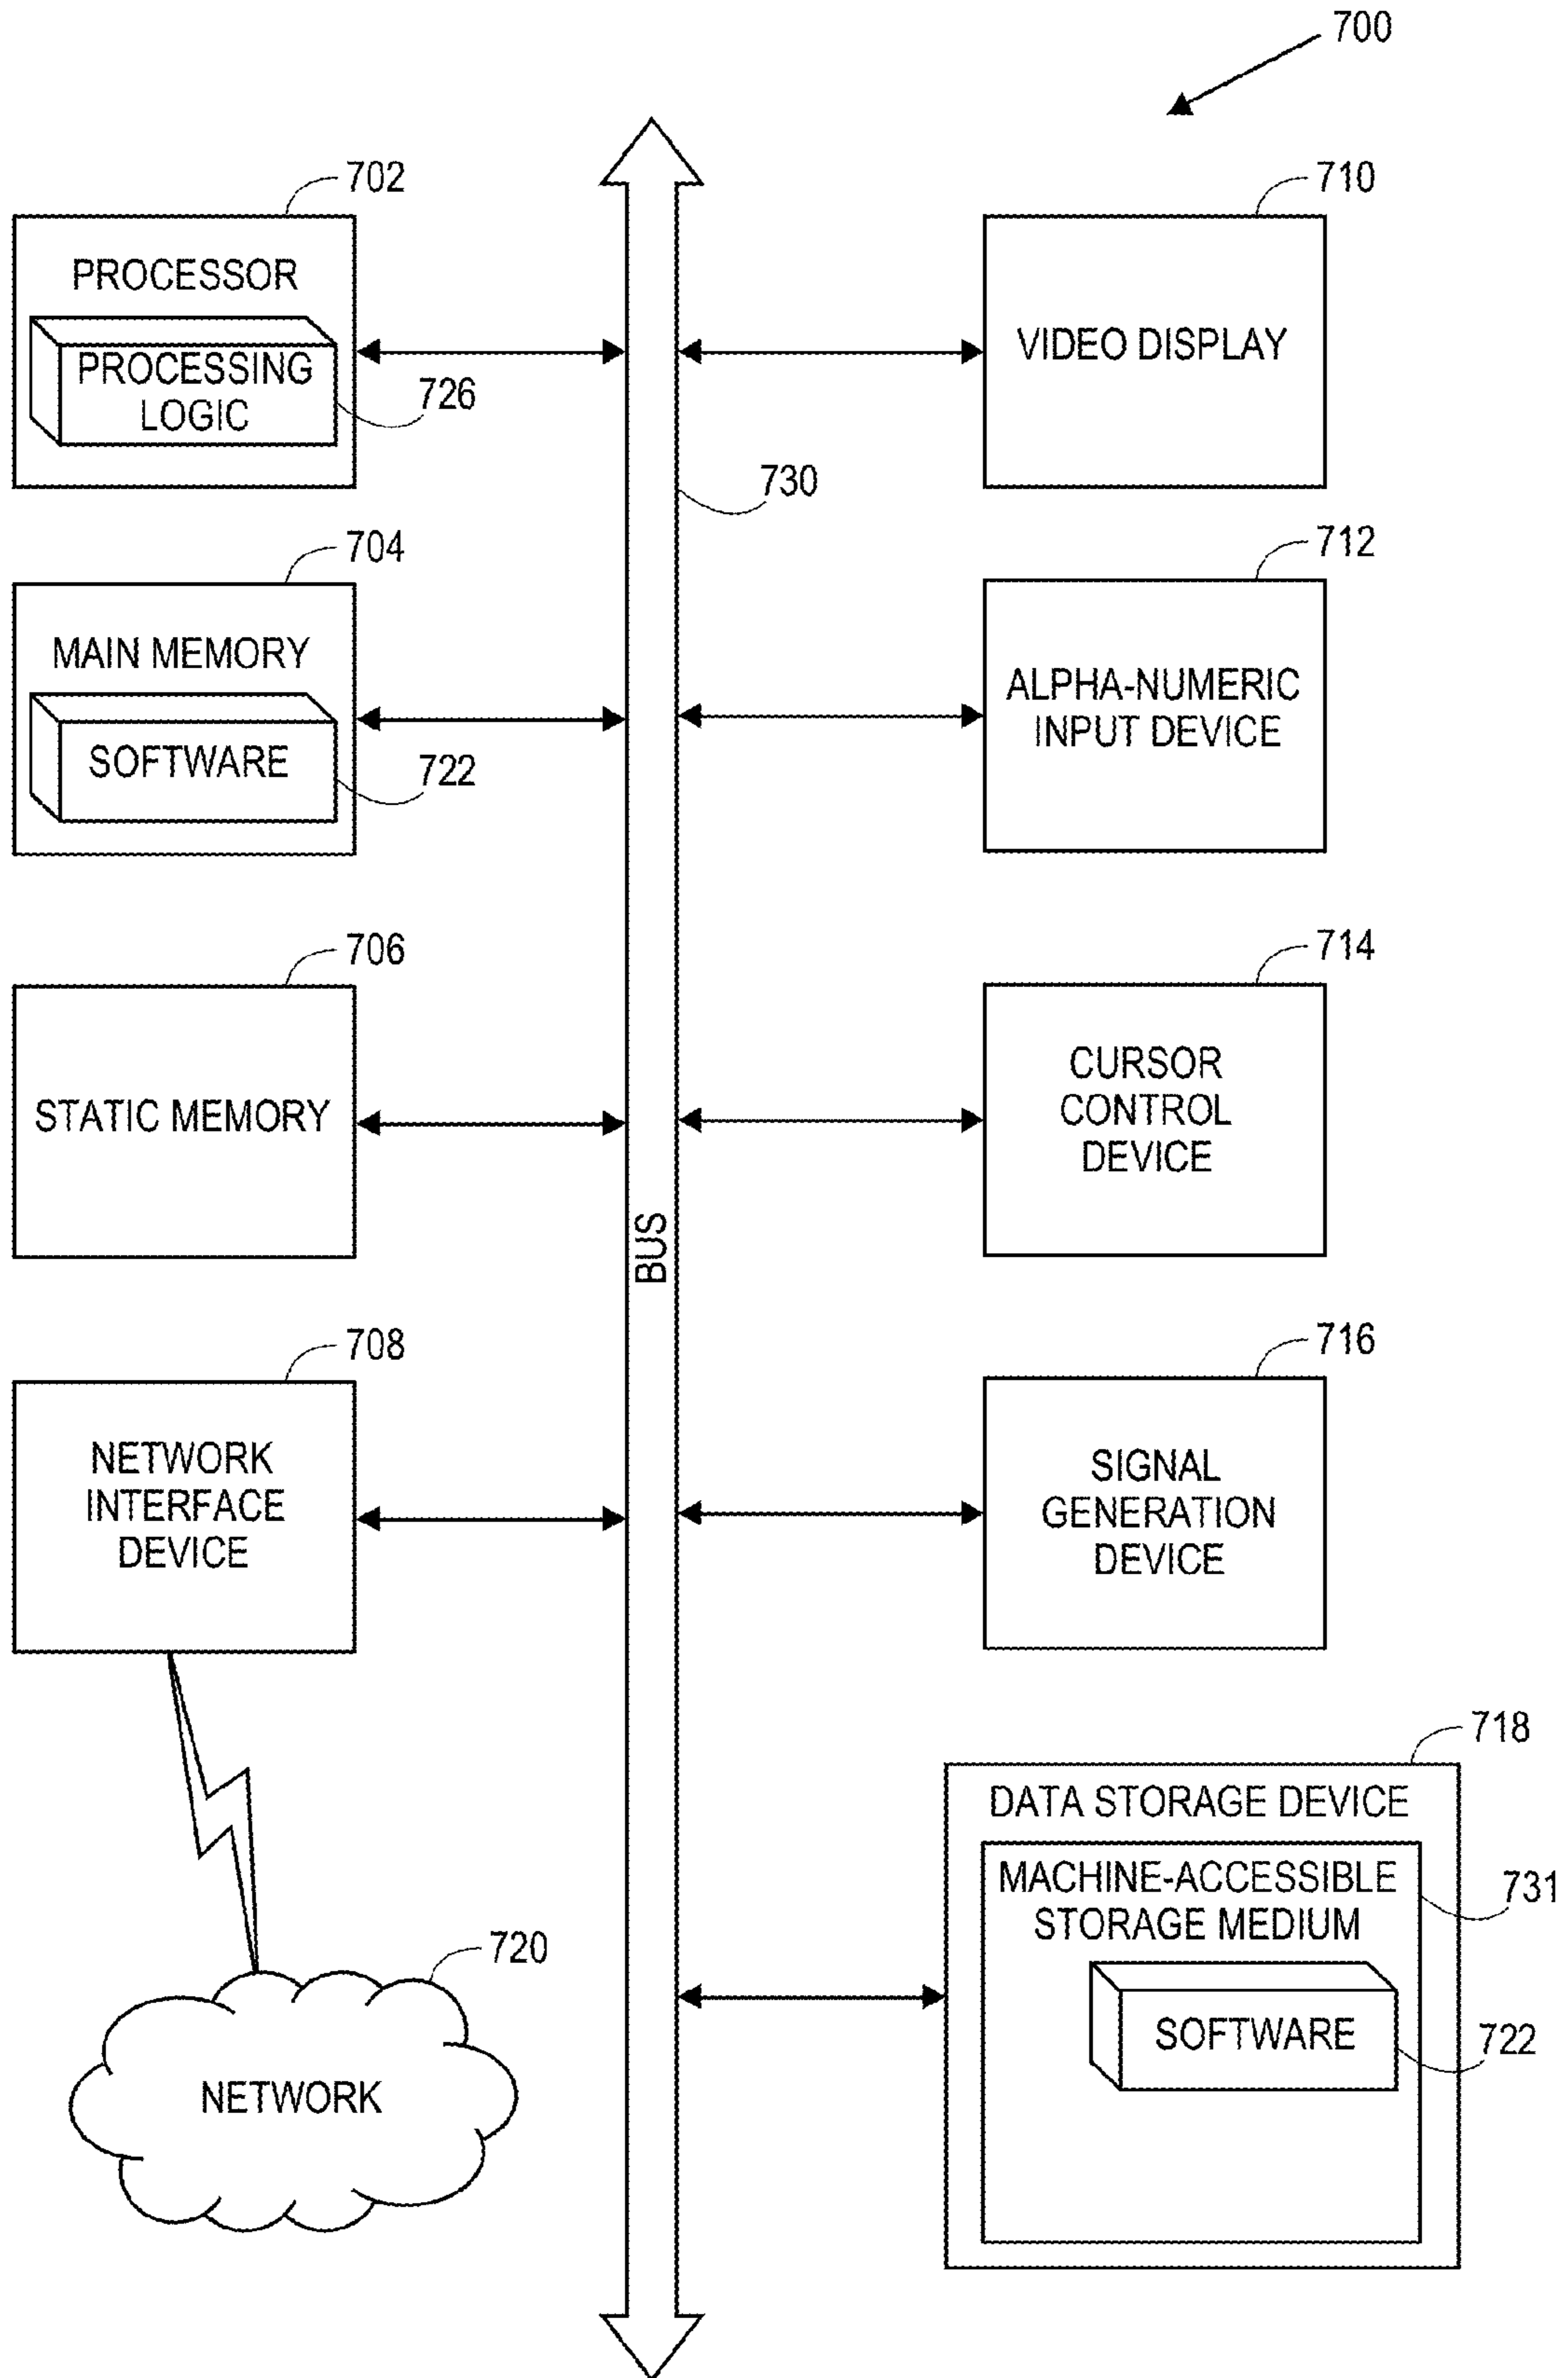 700
702
PROCESSOR
PROCESSING
LOGIC
726
704
MAIN MEMORY
SOFTWARE
722
706
STATIC MEMORY
708
NETWORK
INTERFACE
DEVICE
720
NETWORK
730
BUS
710
VIDEO DISPLAY
712
ALPHA-NUMERIC
INPUT DEVICE
714
CURSOR
CONTROL
DEVICE
716
SIGNAL
GENERATION
DEVICE
718
DATA STORAGE DEVICE
MACHINE-ACCESSIBLE
STORAGE MEDIUM
731
SOFTWARE
722